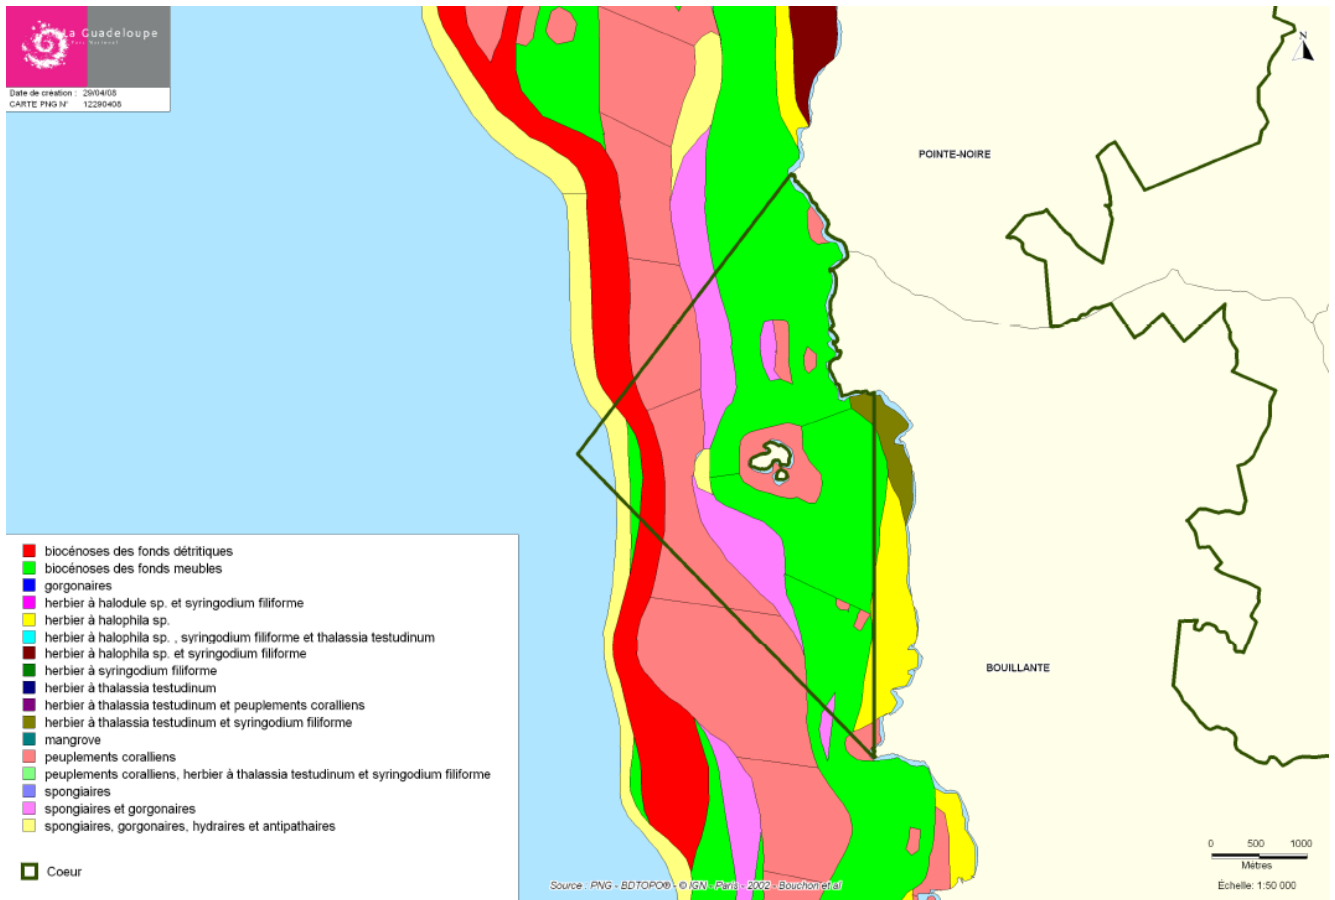 La Guadeloupe
Parc National
Date de création : 29/04/08
CARTE PNG N° 12290408
N
POINTE-NOIRE
BOUILLANTE
biocénoses des fonds détritiques
biocénoses des fonds meubles
gorgonaires
herbier à halodule sp. et syringodium filiforme
herbier à halophila sp.
herbier à halophila sp. , syringodium filiforme et thalassia testudinum
herbier à halophila sp. et syringodium filiforme
herbier à syringodium filiforme
herbier à thalassia testudinum
herbier à thalassia testudinum et peuplements coralliens
herbier à thalassia testudinum et syringodium filiforme
mangrove
peuplements coralliens
peuplements coralliens, herbier à thalassia testudinum et syringodium filiforme
spongiaires
spongiaires et gorgonaires
spongiaires, gorgonaires, hydraires et antipathaires
Coeur
0 500 1000
Mètres
Échelle: 1:50 000
Source : PNG - BDTOPO® - © IGN - Paris - 2002 - Bouchon et al